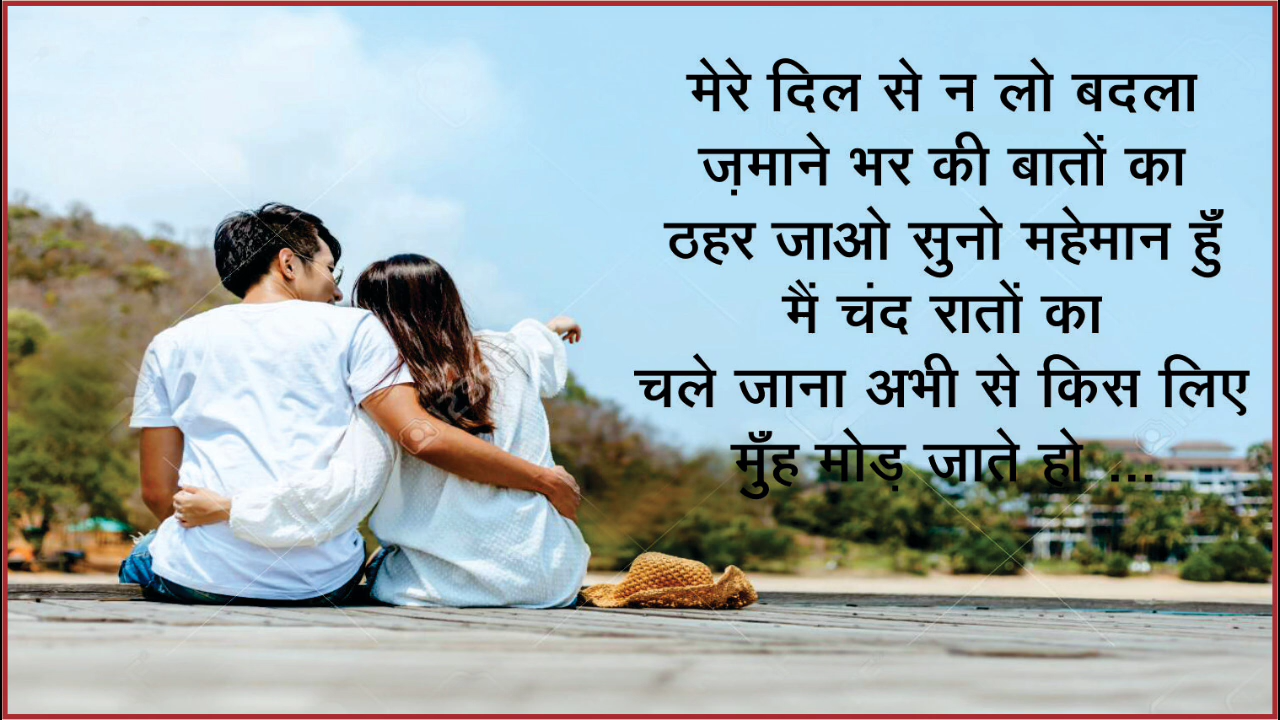 मेरे दिल से न लो बदला
ज़माने भर की बातों का
ठहर जाओ सुनो महेमान हुँ
मैं चंद रातों का
चले जाना अभी से किस लिए
मुँह मोड़ जाते हो ...